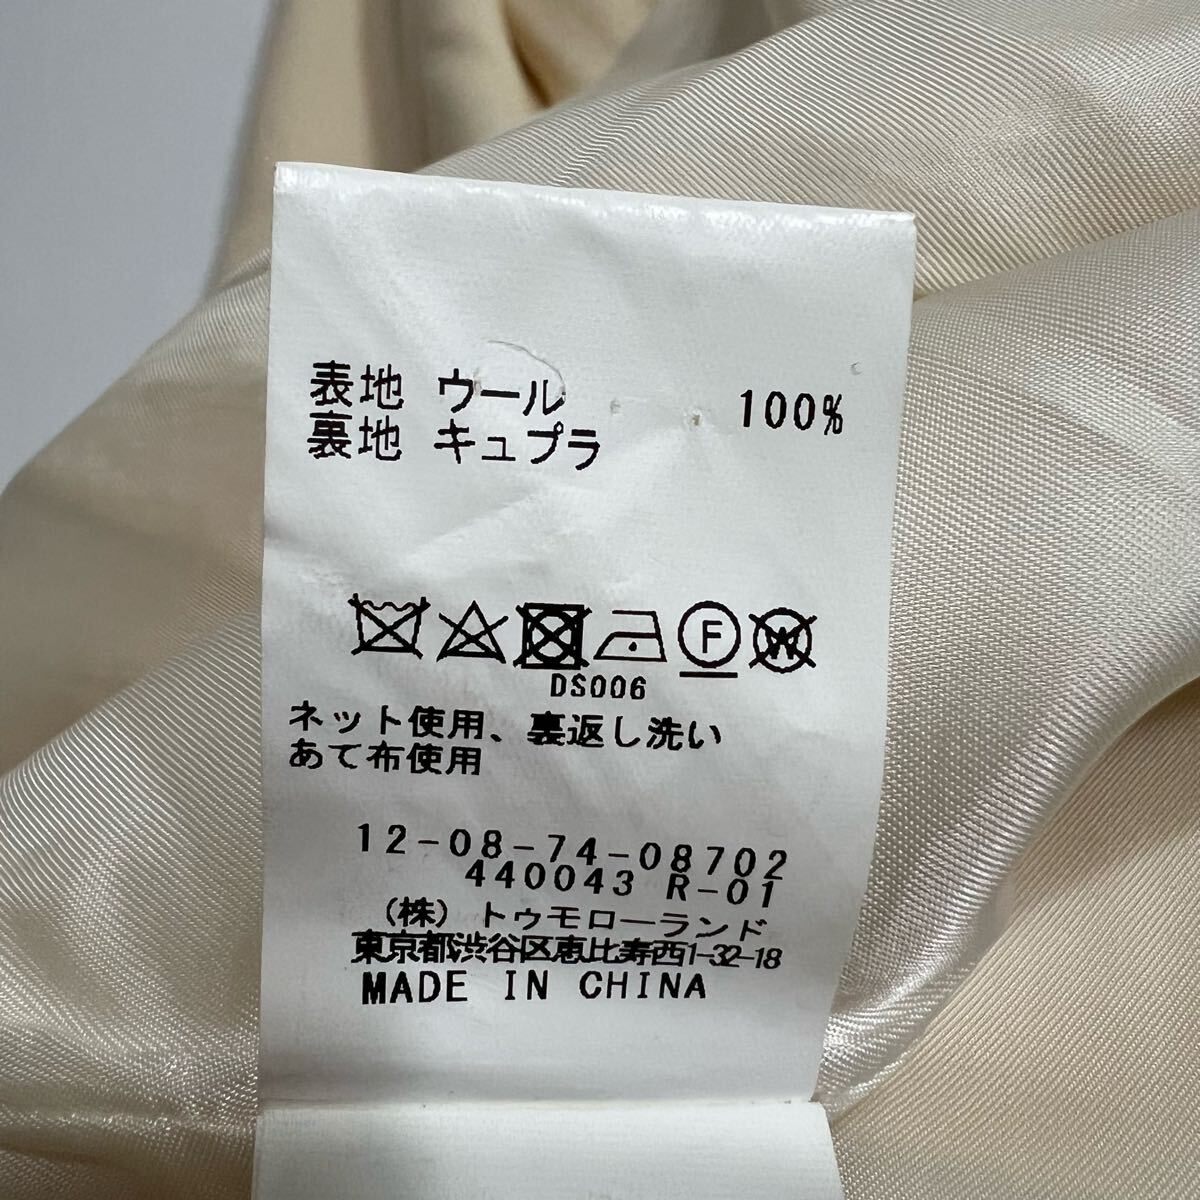 表地 ウール 100%
裏地 キュプラ
F W
DS006
ネット使用、裏返し洗い
あて布使用
12-08-74-08702
440043 R-01
(株) トゥモローランド
東京都渋谷区恵比寿西1-32-18
MADE IN CHINA